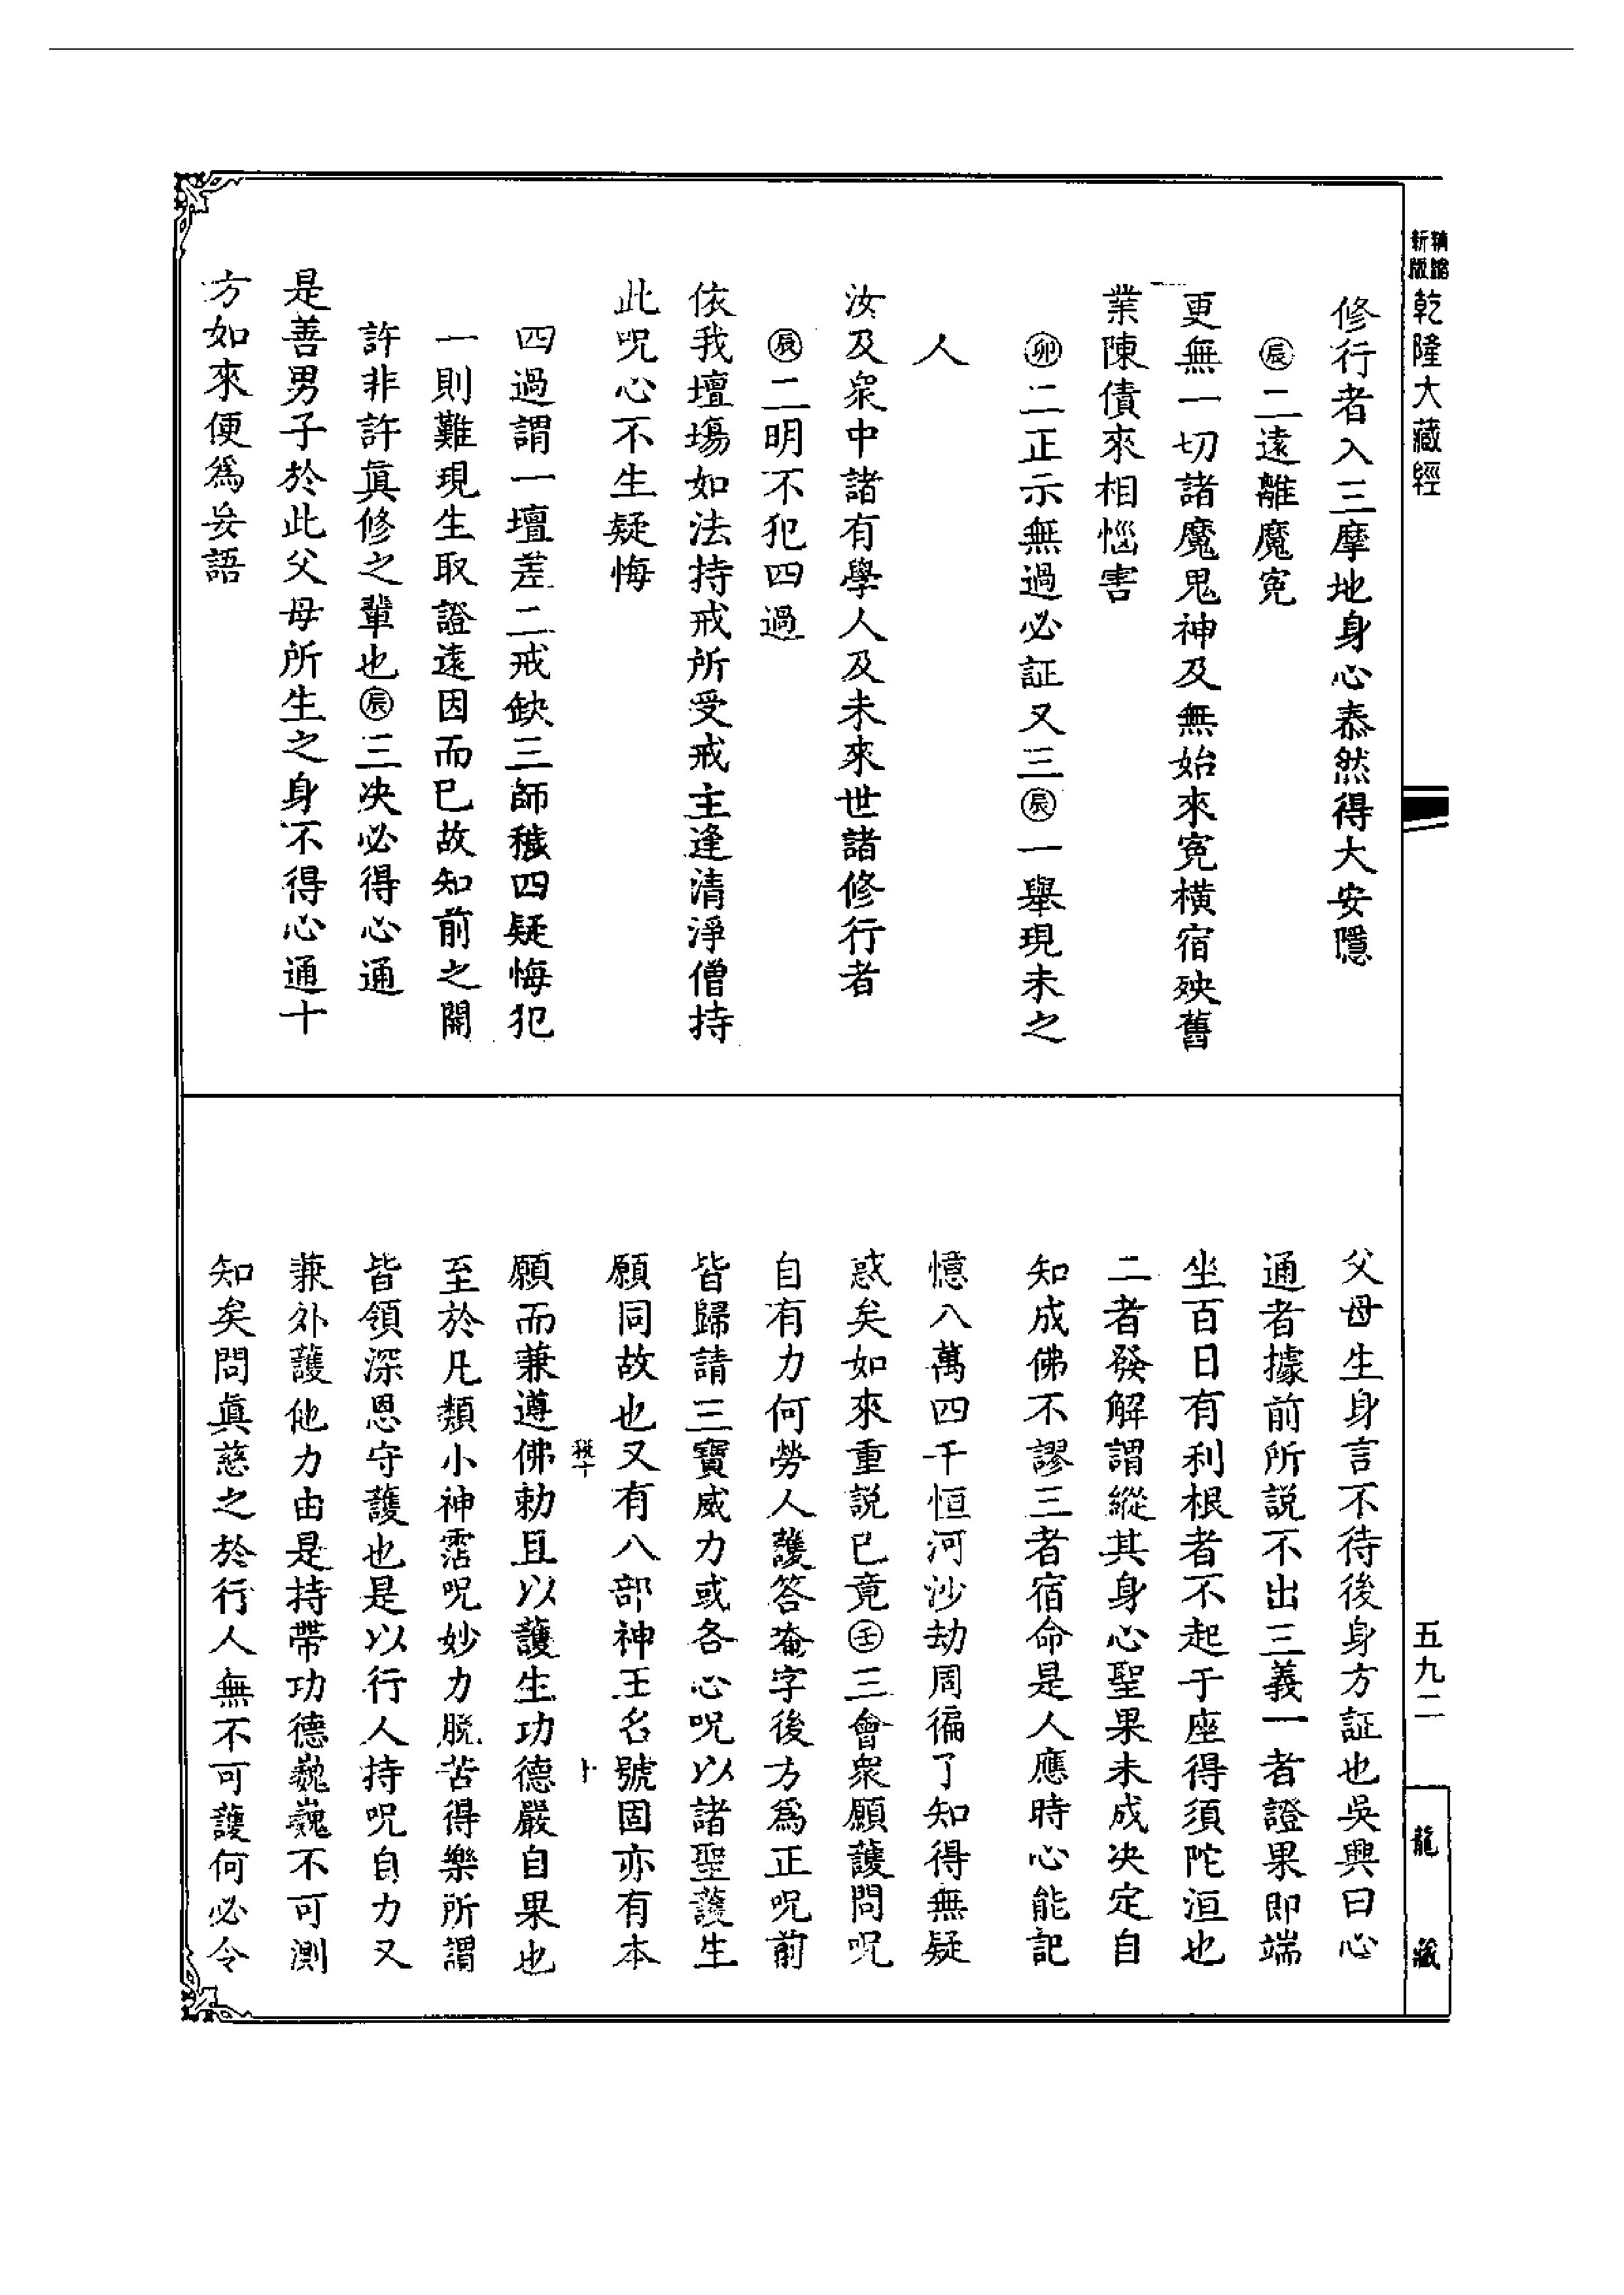 新版
精縮
乾隆大藏經
修行者入三摩地身心泰然得大安隱
㊁辰二遠離魔寃
更無一切諸魔鬼神及無始來寃橫宿殃舊
業陳債來相惱害
卯二正示無過必証又三辰一舉現未之
人
汝及衆中諸有學人及未來世諸修行者
辰二明不犯四過
依我壇場如法持戒所受戒主逢清淨僧持
此呪心不生疑悔
四過謂一壇差二戒缺三師穢四疑悔犯
一則難現生取證遠因而已故知前之開
許非許眞修之輩也辰三决必得心通
是善男子於此父母所生之身不得心通十
方如來便爲妄語
父母生身言不待後身方証也吳興曰心
通者據前所説不出三義一者證果即端
坐百日有利根者不起于座得須陀洹也
二者發解謂縱其身心聖果未成决定自
知成佛不謬三者宿命是人應時心能記
憶八萬四千恒河沙劫周徧了知得無疑
惑矣如來重説已竟壬三會衆願護問呪
自有力何勞人護答唵字後方爲正呪前
皆歸請三寶威力或各心呪以諸聖護生
願同故也又有八部神王名號固亦有本
願而兼遵佛勅且以護生功德嚴自果也
至於凡類小神霑呪妙力脱苦得樂所謂
皆領深恩守護也是以行人持呪自力又
兼外護他力由是持帶功德巍巍不可測
知矣問眞慈之於行人無不可護何必令
五九二
龍藏